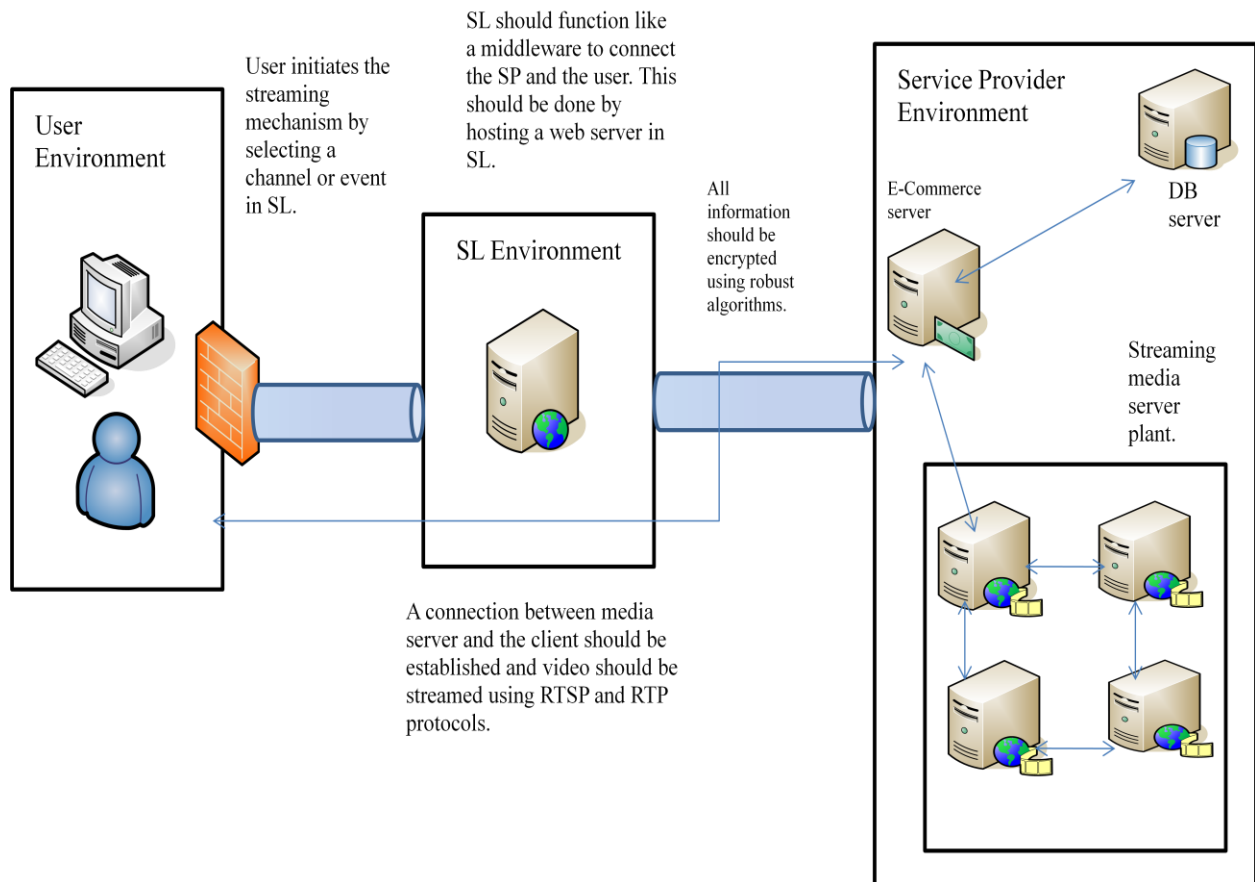 User
Environment
User initiates the
streaming
mechanism by
selecting a
channel or event
in SL.
SL should function like
a middleware to connect
the SP and the user. This
should be done by
hosting a web server in
SL.
SL Environment
All
information
should be
encrypted
using robust
algorithms.
A connection between media
server and the client should be
established and video should be
streamed using RTSP and RTP
protocols.
Service Provider
Environment
E-Commerce
server
DB
server
Streaming
media
server
plant.